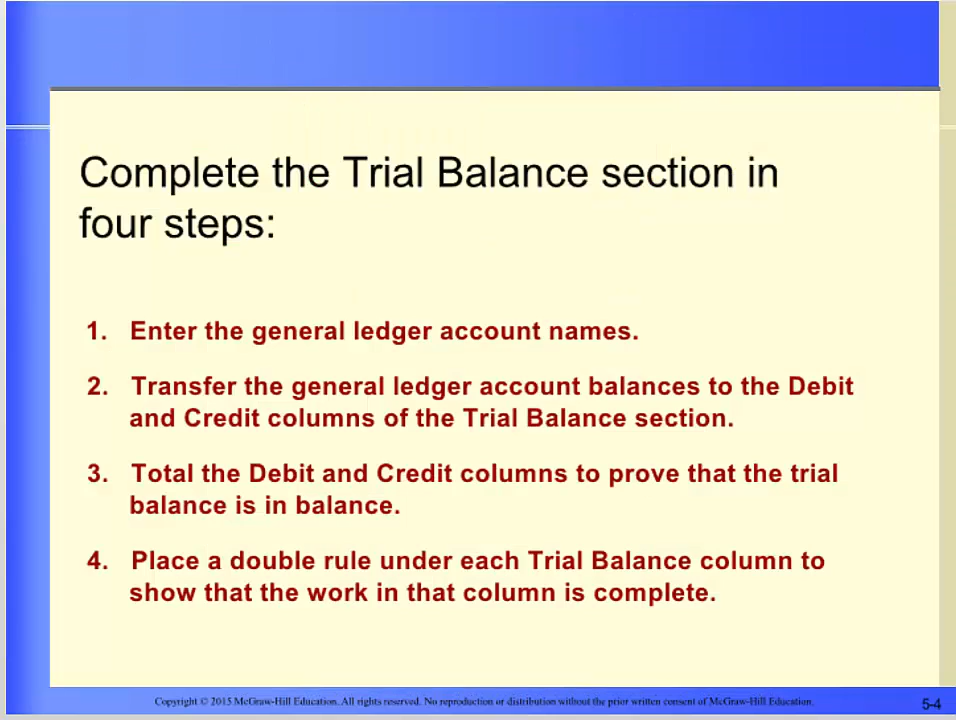 Complete the Trial Balance section in
four steps:
1. Enter the general ledger account names.
2. Transfer the general ledger account balances to the Debit
and Credit columns of the Trial Balance section.
3. Total the Debit and Credit columns to prove that the trial
balance is in balance.
4. Place a double rule under each Trial Balance column to
show that the work in that column is complete.
Copyright © 2015 McGraw-Hill Education. All rights reserved. No reproduction or distribution without the prior written consent of McGraw-Hill Education.
5-4